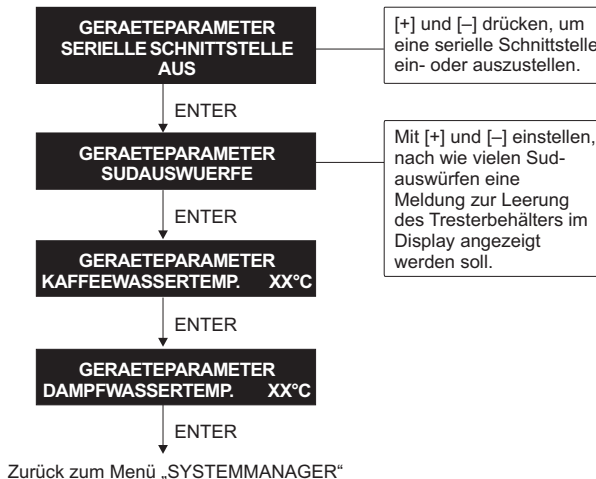 GERAETEPARAMETER
SERIELLE SCHNITTSTELLE
AUS
[+] und [–] drücken, um
eine serielle Schnittstelle
ein- oder auszustellen.
ENTER
GERAETEPARAMETER
SUDAUSWUERFE
Mit [+] und [–] einstellen,
nach wie vielen Sud-
auswürfen eine
Meldung zur Leerung
des Tresterbehälters im
Display angezeigt
werden soll.
ENTER
GERAETEPARAMETER
KAFFEEWASSERTEMP. XX°C
ENTER
GERAETEPARAMETER
DAMPFWASSERTEMP. XX°C
ENTER
Zurück zum Menü „SYSTEMMANAGER“